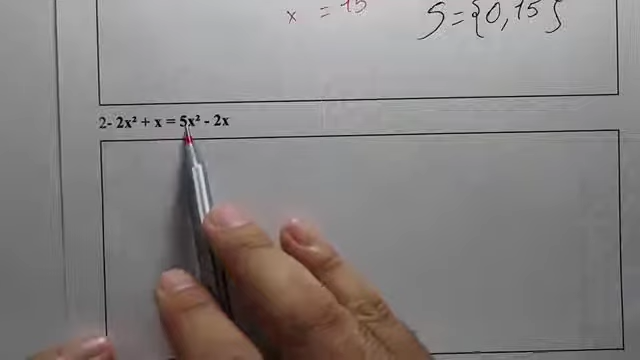 x = 15
S = {0, 15}
2- 2x² + x = 5x² - 2x